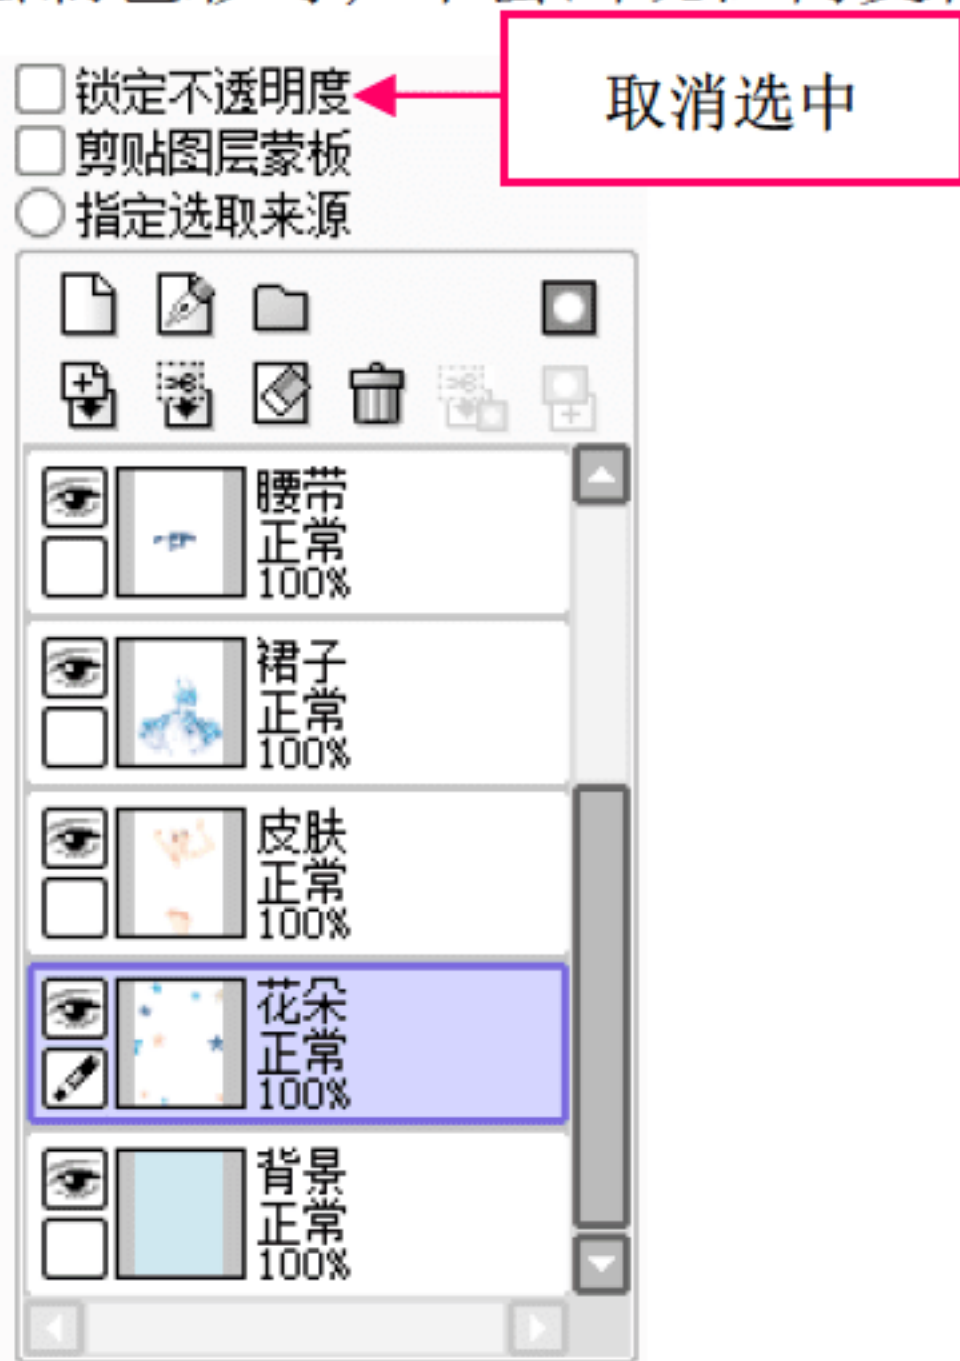 取消选中
锁定不透明度
剪贴图层蒙板
指定选取来源
腰带
正常
100%
裙子
正常
100%
皮肤
正常
100%
花朵
正常
100%
背景
正常
100%